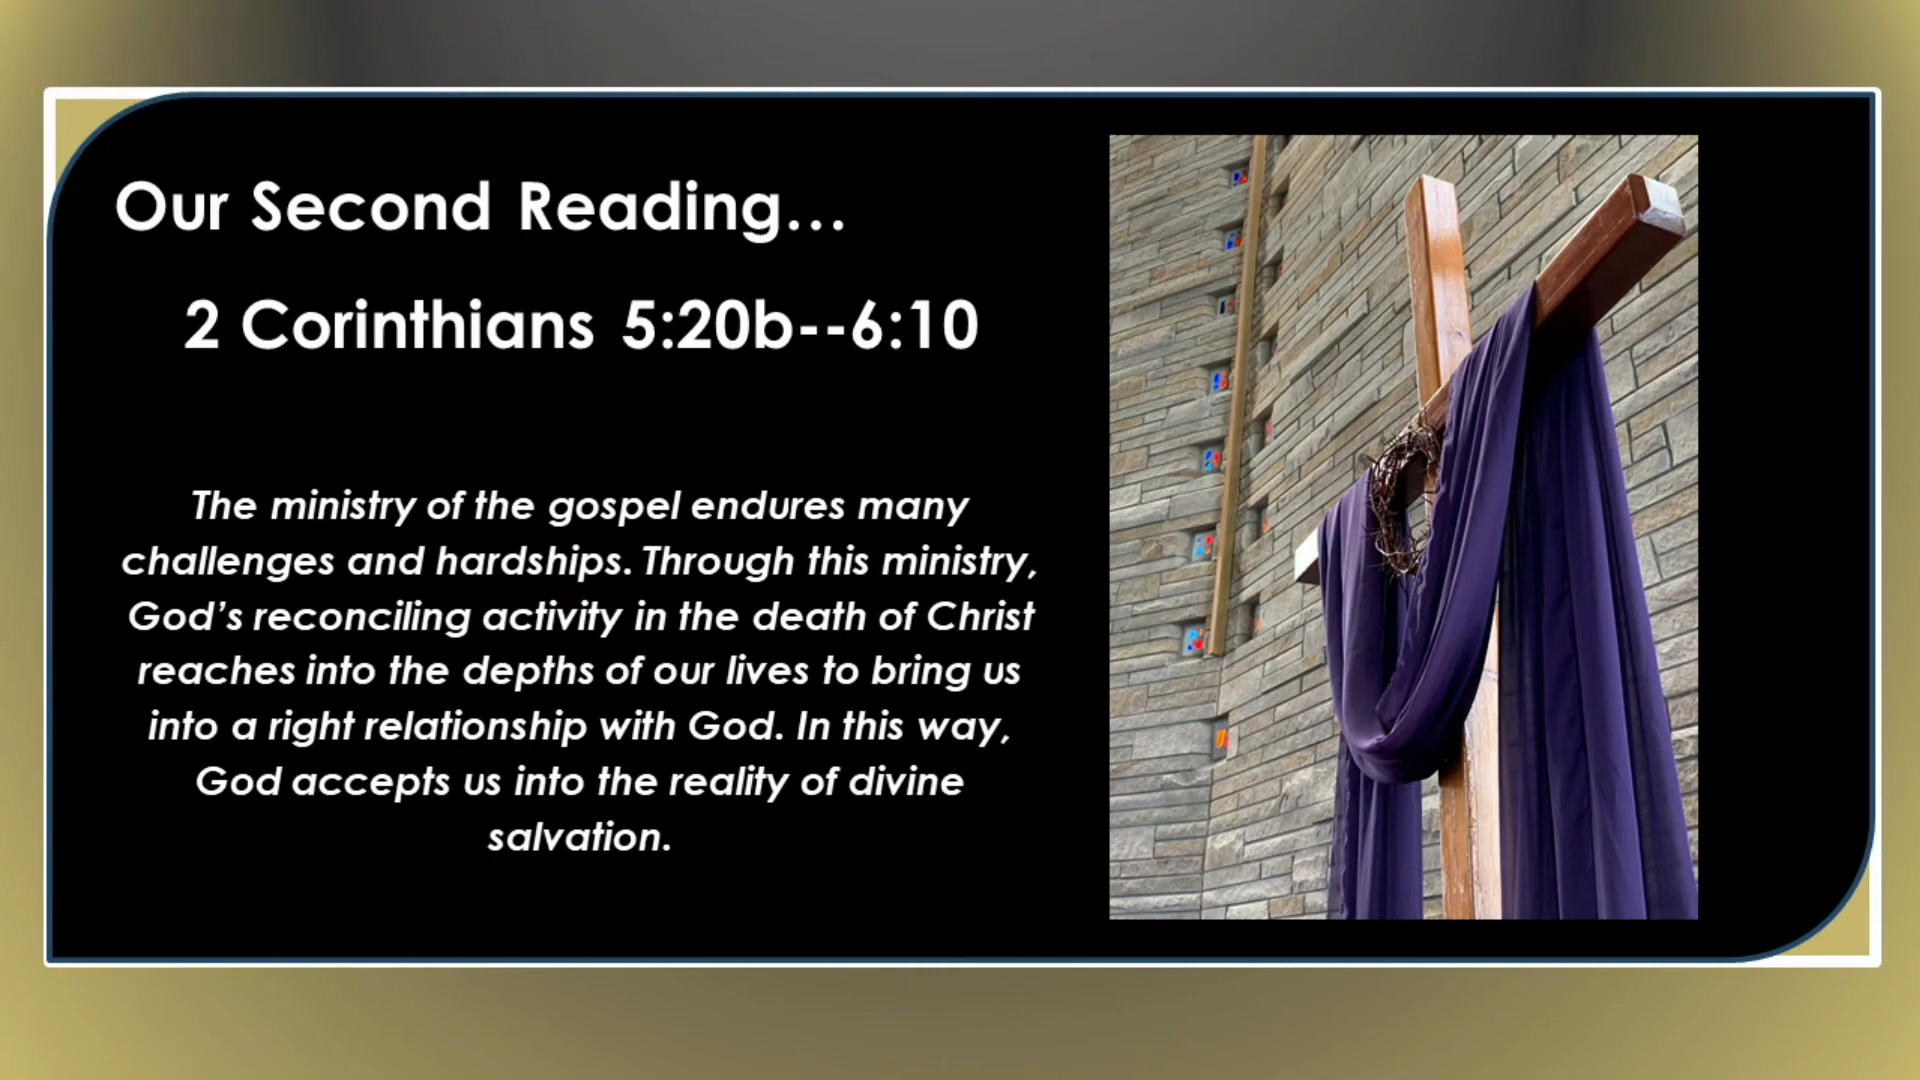 Our Second Reading…
2 Corinthians 5:20b--6:10
The ministry of the gospel endures many
challenges and hardships. Through this ministry,
God’s reconciling activity in the death of Christ
reaches into the depths of our lives to bring us
into a right relationship with God. In this way,
God accepts us into the reality of divine
salvation.